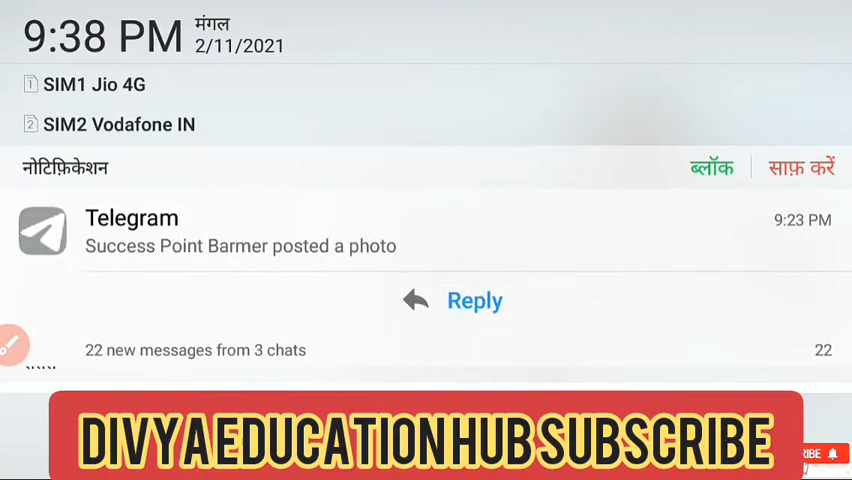 9:38 PM मंगल
2/11/2021
SIM1 Jio 4G
SIM2 Vodafone IN
नोटिफ़िकेशन ब्लॉक साफ़ करें
Telegram 9:23 PM
Success Point Barmer posted a photo
Reply
22 new messages from 3 chats 22
DIVYA EDUCATION HUB SUBSCRIBE